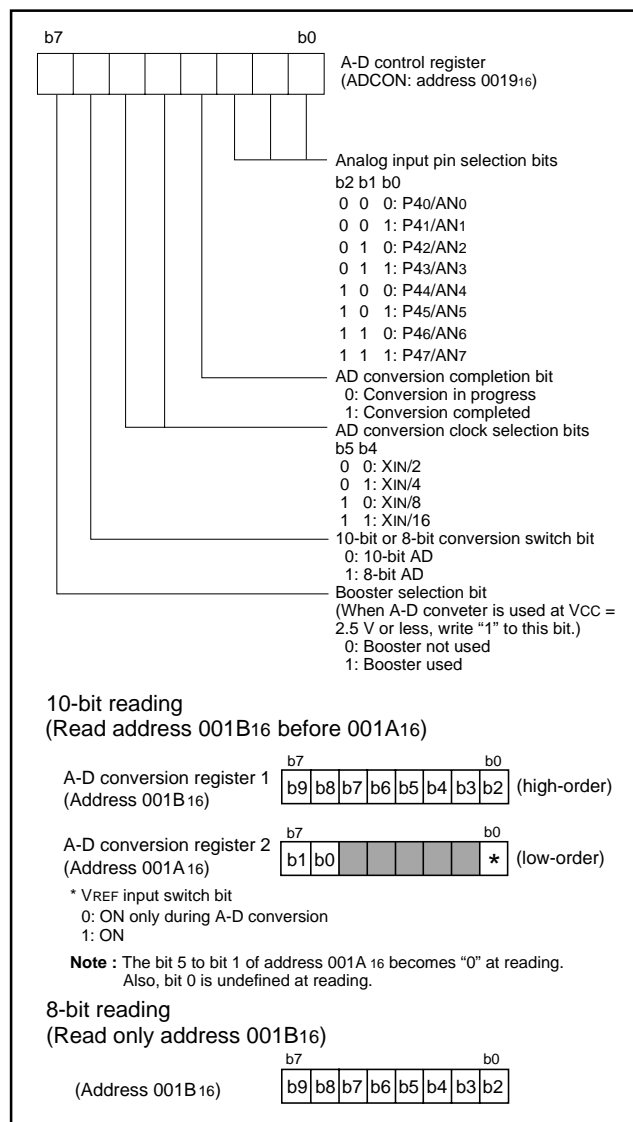 b7 b0
A-D control register
(ADCON: address 001916)
Analog input pin selection bits
b2 b1 b0
0 0 0: P40/AN0
0 0 1: P41/AN1
0 1 0: P42/AN2
0 1 1: P43/AN3
1 0 0: P44/AN4
1 0 1: P45/AN5
1 1 0: P46/AN6
1 1 1: P47/AN7
AD conversion completion bit
0: Conversion in progress
1: Conversion completed
AD conversion clock selection bits
b5 b4
0 0: XIN/2
0 1: XIN/4
1 0: XIN/8
1 1: XIN/16
10-bit or 8-bit conversion switch bit
0: 10-bit AD
1: 8-bit AD
Booster selection bit
(When A-D conveter is used at VCC =
2.5 V or less, write “1” to this bit.)
0: Booster not used
1: Booster used
10-bit reading
(Read address 001B16 before 001A16)
b7 b0
A-D conversion register 1
(Address 001B16)
b9 b8 b7 b6 b5 b4 b3 b2 (high-order)
b7 b0
A-D conversion register 2
(Address 001A16)
b1 b0 * (low-order)
* VREF input switch bit
0: ON only during A-D conversion
1: ON
Note : The bit 5 to bit 1 of address 001A 16 becomes “0” at reading.
Also, bit 0 is undefined at reading.
8-bit reading
(Read only address 001B16)
b7 b0
(Address 001B16)
b9 b8 b7 b6 b5 b4 b3 b2